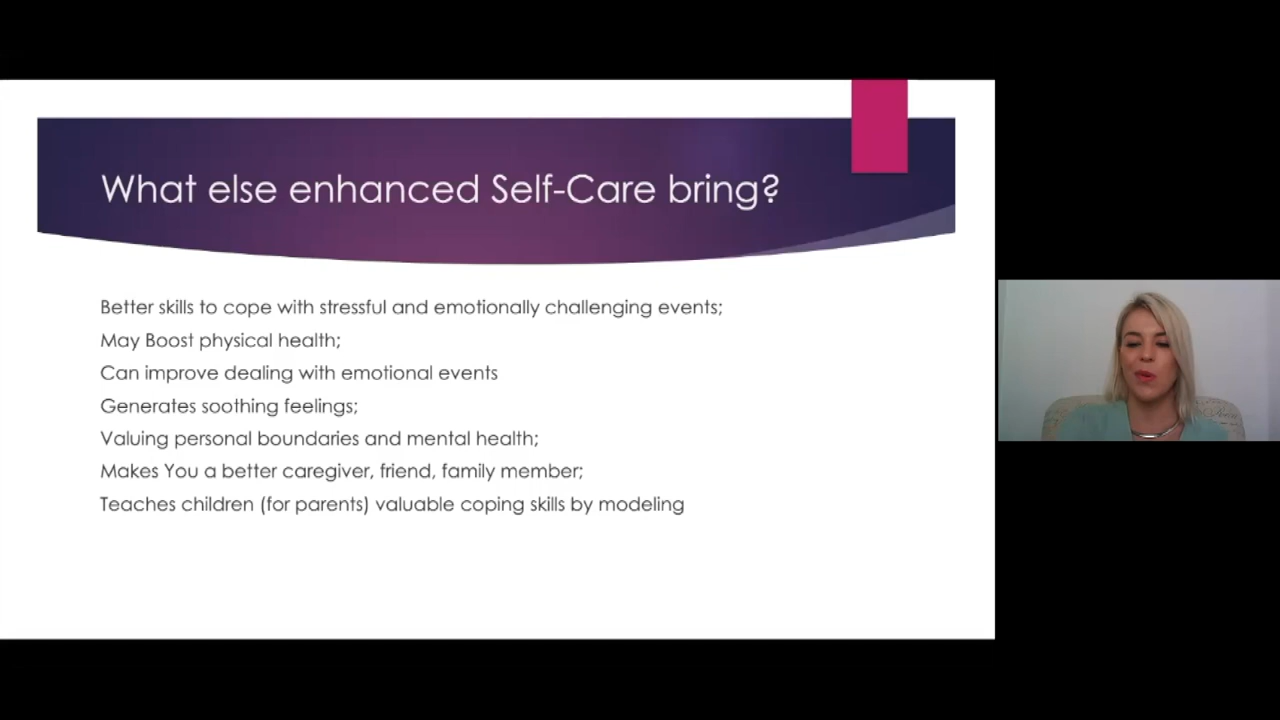 What else enhanced Self-Care bring?
Better skills to cope with stressful and emotionally challenging events;
May Boost physical health;
Can improve dealing with emotional events
Generates soothing feelings;
Valuing personal boundaries and mental health;
Makes You a better caregiver, friend, family member;
Teaches children (for parents) valuable coping skills by modeling